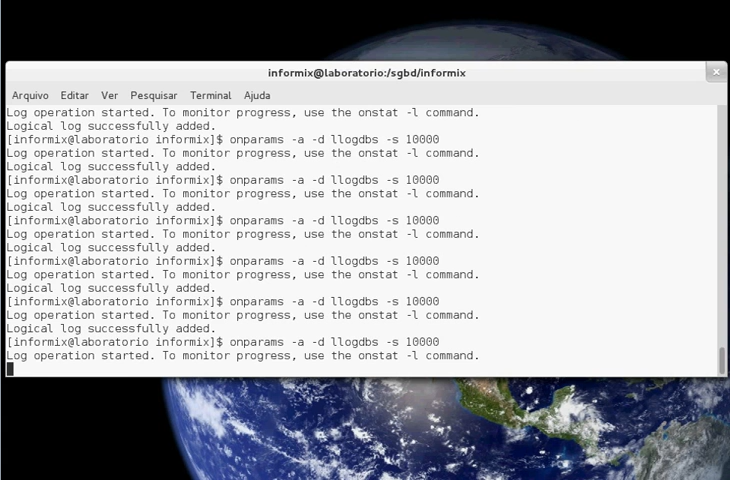 informix@laboratorio:/sgbd/informix
Arquivo Editar Ver Pesquisar Terminal Ajuda
Log operation started. To monitor progress, use the onstat -l command.
Logical log successfully added.
[informix@laboratorio informix]$ onparams -a -d llogdbs -s 10000
Log operation started. To monitor progress, use the onstat -l command.
Logical log successfully added.
[informix@laboratorio informix]$ onparams -a -d llogdbs -s 10000
Log operation started. To monitor progress, use the onstat -l command.
Logical log successfully added.
[informix@laboratorio informix]$ onparams -a -d llogdbs -s 10000
Log operation started. To monitor progress, use the onstat -l command.
Logical log successfully added.
[informix@laboratorio informix]$ onparams -a -d llogdbs -s 10000
Log operation started. To monitor progress, use the onstat -l command.
Logical log successfully added.
[informix@laboratorio informix]$ onparams -a -d llogdbs -s 10000
Log operation started. To monitor progress, use the onstat -l command.
Logical log successfully added.
[informix@laboratorio informix]$ onparams -a -d llogdbs -s 10000
Log operation started. To monitor progress, use the onstat -l command.